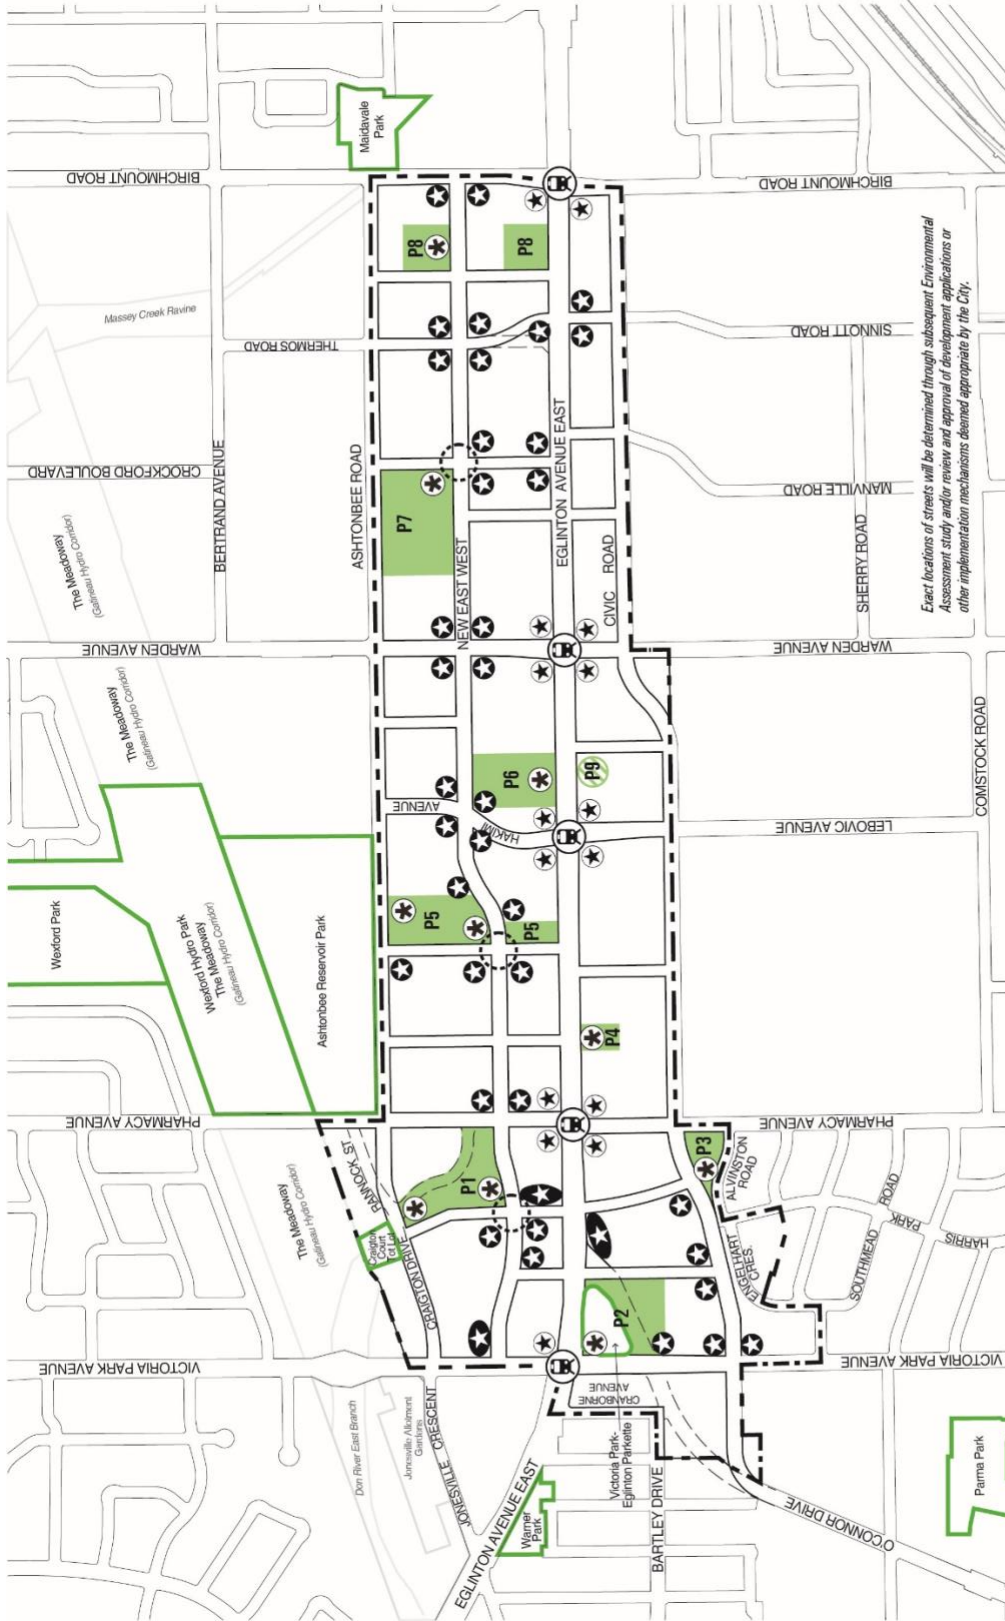 BIRCHMOUNT ROAD
Maidavale
Park
BIRCHMOUNT ROAD
Massey Creek Ravine
THERMOS ROAD
SINNOTT ROAD
P8
P8
CROCKFORD BOULEVARD
BERTRAND AVENUE
ASHTONBEE ROAD
P7
NEW EAST WEST
EGLINTON AVENUE EAST
CIVIC ROAD
MANVILLE ROAD
SHERRY ROAD
Exact locations of streets will be determined through subsequent Environmental
Assessment study and/or review and approval of development applications or
other implementation mechanisms deemed appropriate by the City.
The Meadoway
(Gatineau Hydro Corridor)
WARDEN AVENUE
WARDEN AVENUE
The Meadoway
(Gatineau Hydro Corridor)
COMSTOCK ROAD
P6
P9
HAKIMI
AVENUE
LEBOVIC AVENUE
Wexford Park
Wexford Hydro Park
The Meadoway
(Gatineau Hydro Corridor)
Ashtonbee Reservoir Park
P5
P5
P4
PHARMACY AVENUE
PHARMACY AVENUE
The Meadoway
(Gatineau Hydro Corridor)
RANNOCK ST
Craigton
Court
Tot Lot
CRAIGTON DRIVE
P1
P3
ALVINSTON
ROAD
ENGELHART
CRES.
SOUTHMEAD
ROAD
PARK
HARRIS
P2
VICTORIA PARK AVENUE
VICTORIA PARK AVENUE
CRANBORNE
AVENUE
Don River East Branch
Jonesville Allotment
Gardens
JONESVILLE CRESCENT
EGLINTON AVENUE EAST
Warner
Park
Victoria Park-
Eglinton Parkette
BARTLEY DRIVE
O'CONNOR DRIVE
Parma Park